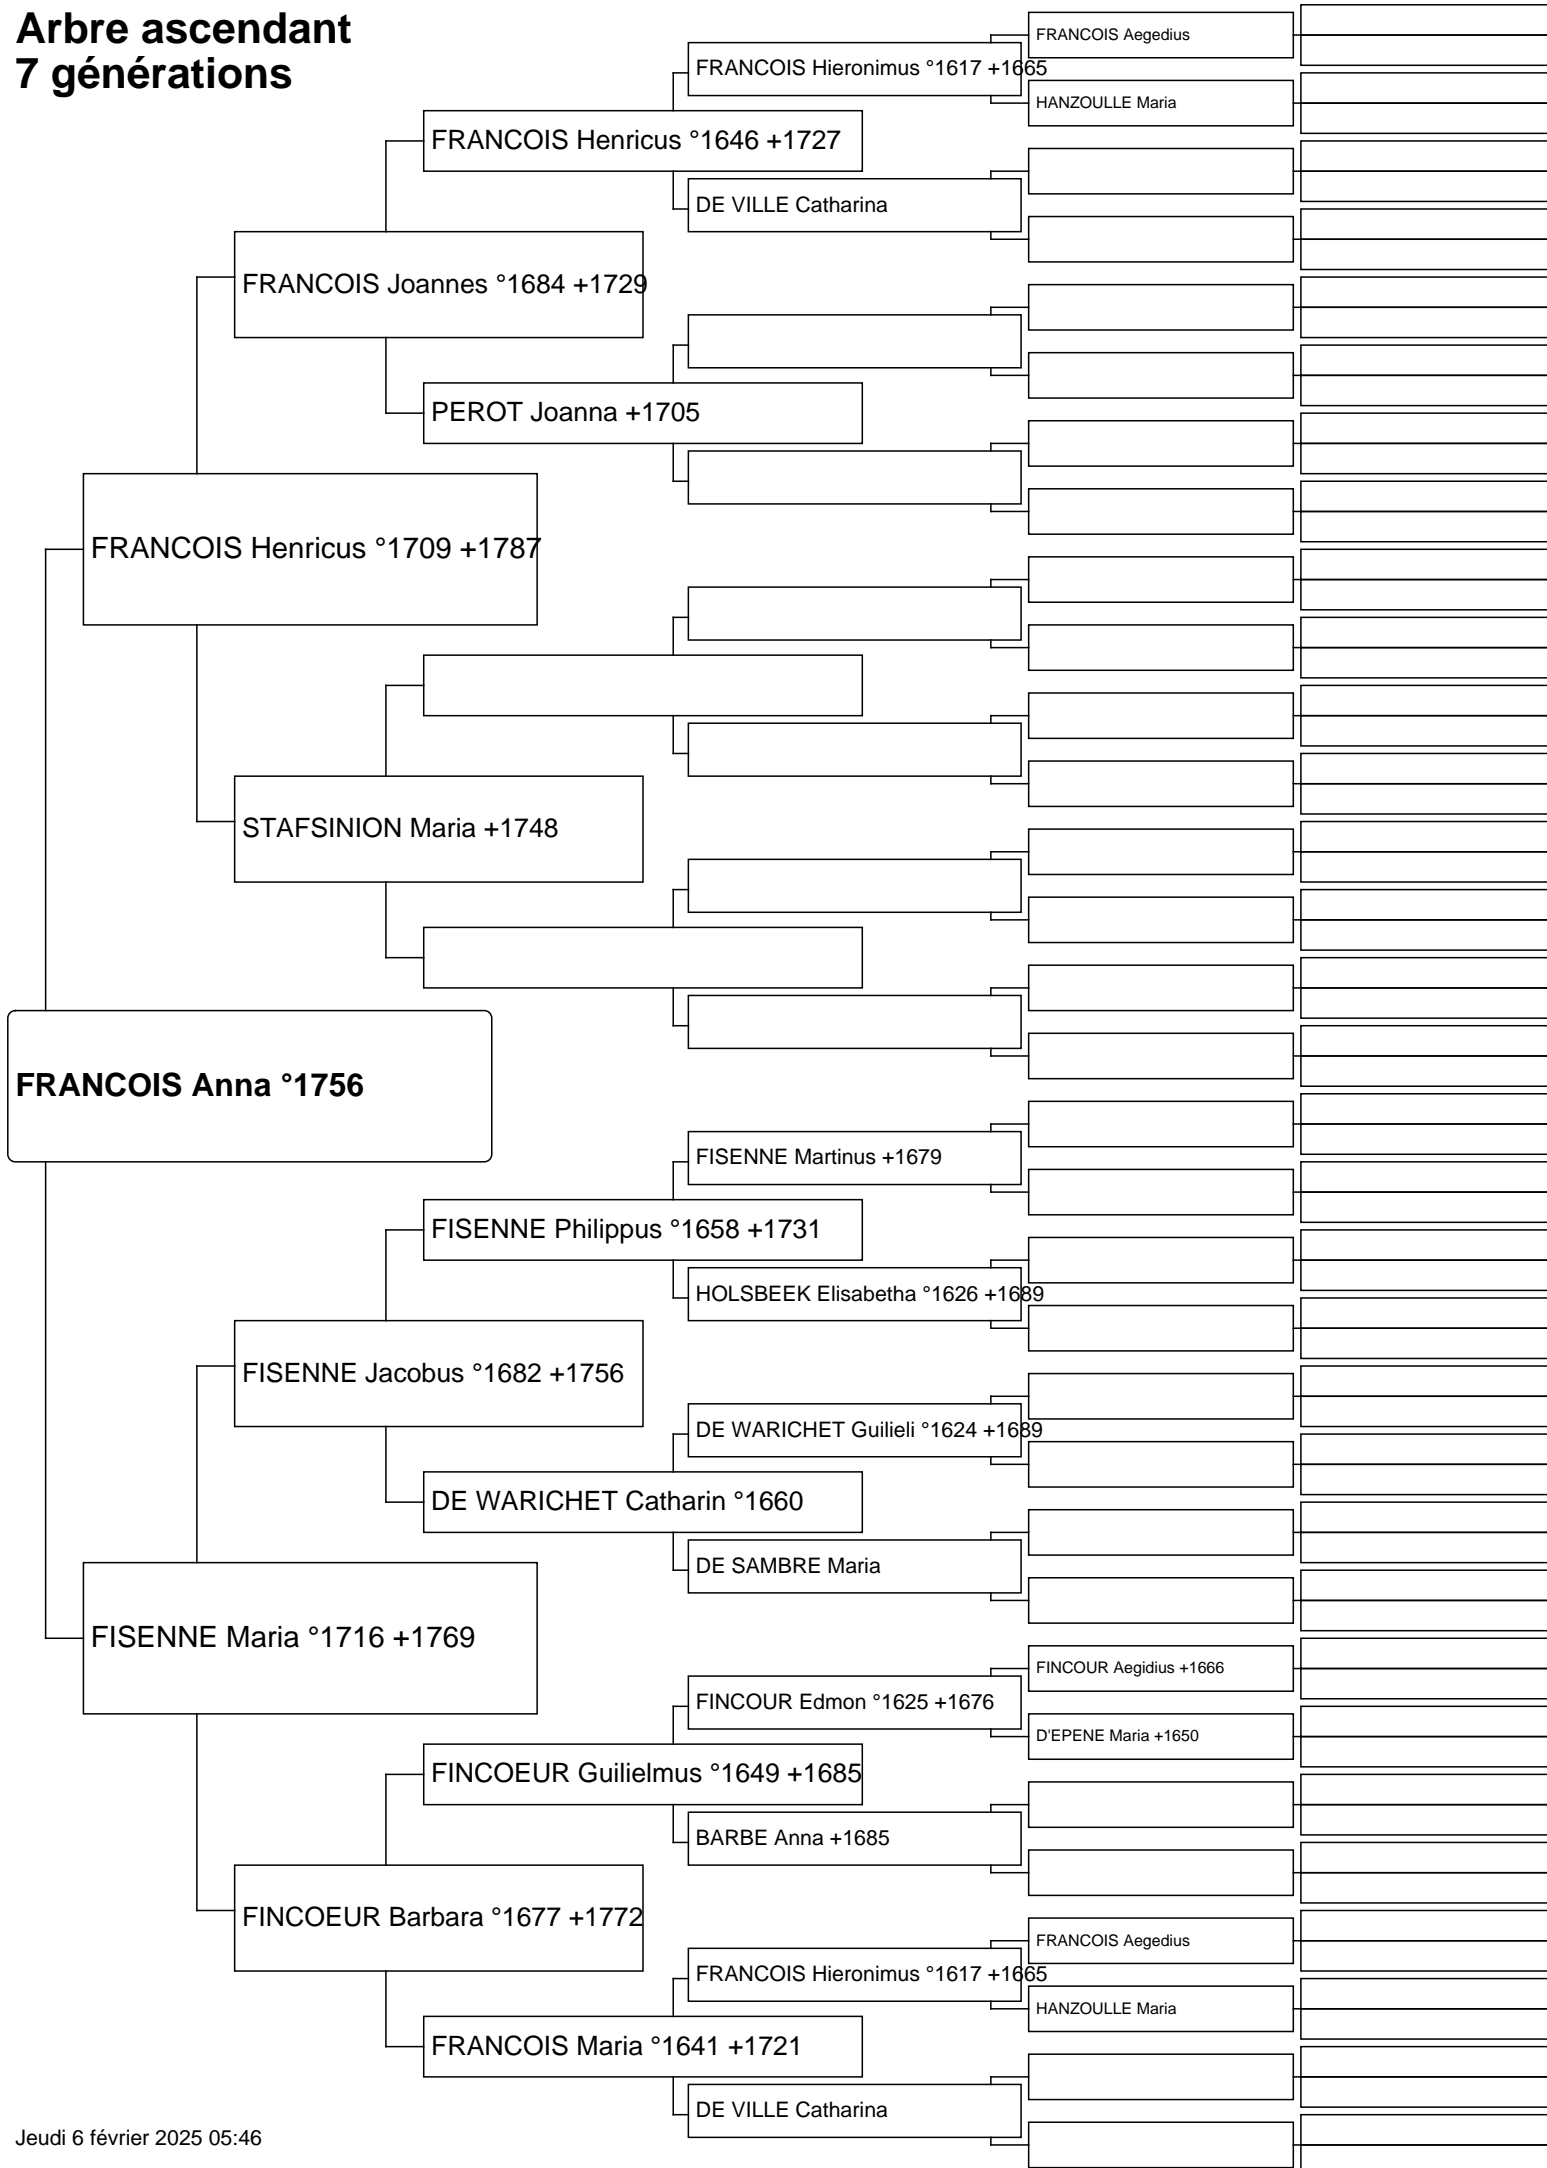 Arbre ascendant
7 générations
FRANCOIS Aegedius
FRANCOIS Hieronimus °1617 +1665
HANZOULLE Maria
FRANCOIS Henricus °1646 +1727
DE VILLE Catharina
FRANCOIS Joannes °1684 +1729
PEROT Joanna +1705
FRANCOIS Henricus °1709 +1787
STAFSINION Maria +1748
FRANCOIS Anna °1756
FISENNE Martinus +1679
FISENNE Philippus °1658 +1731
HOLSBEEK Elisabetha °1626 +1689
FISENNE Jacobus °1682 +1756
DE WARICHET Guilieli °1624 +1689
DE WARICHET Catharin °1660
DE SAMBRE Maria
FISENNE Maria °1716 +1769
FINCOUR Aegidius +1666
FINCOUR Edmon °1625 +1676
D'EPENE Maria +1650
FINCOEUR Guilielmus °1649 +1685
BARBE Anna +1685
FINCOEUR Barbara °1677 +1772
FRANCOIS Aegedius
FRANCOIS Hieronimus °1617 +1665
HANZOULLE Maria
FRANCOIS Maria °1641 +1721
DE VILLE Catharina
Jeudi 6 février 2025 05:46